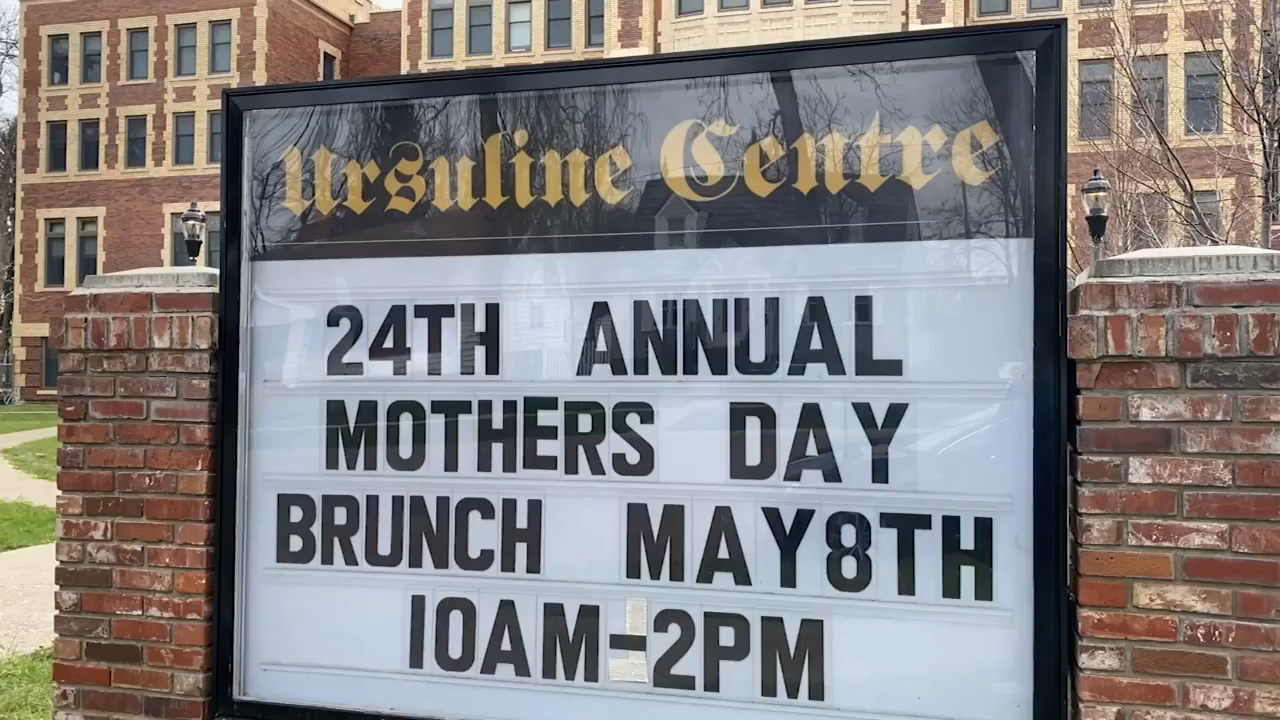 Ursuline Centre
24TH ANNUAL
MOTHERS DAY
BRUNCH MAY8TH
10AM-2PM